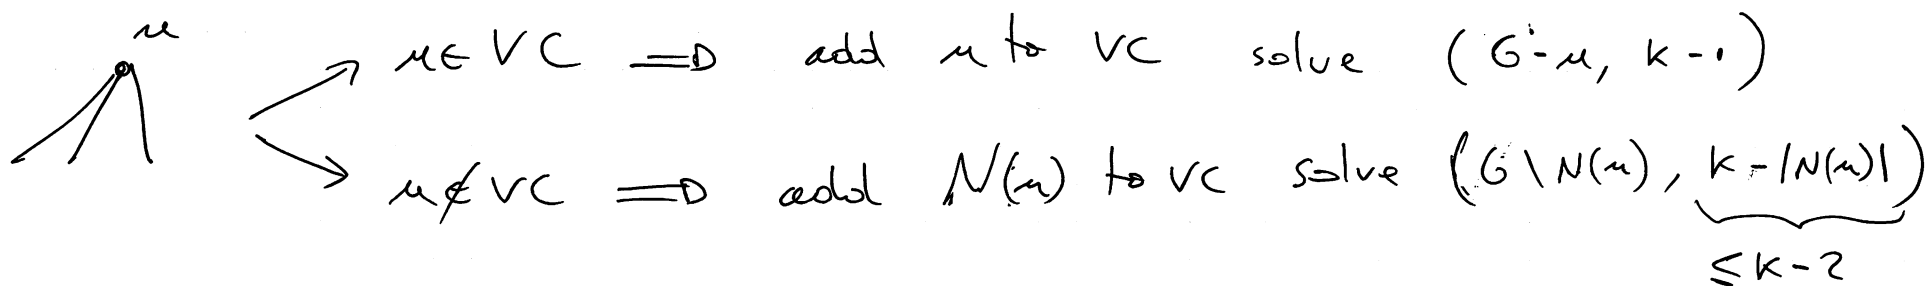 u
u ∈ VC ⇒ add u to VC solve (G-u, k-1)
u ∉ VC ⇒ add N(u) to VC solve (G\N(u), k-|N(u)|)
≤ k-2